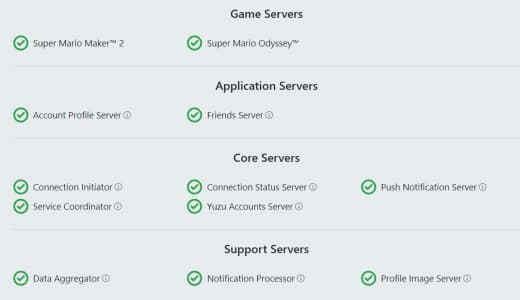 Game Servers
Super Mario Maker™ 2 Super Mario Odyssey™
Application Servers
Account Profile Server Friends Server
Core Servers
Connection Initiator Connection Status Server Push Notification Server
Service Coordinator Yuzu Accounts Server
Support Servers
Data Aggregator Notification Processor Profile Image Server